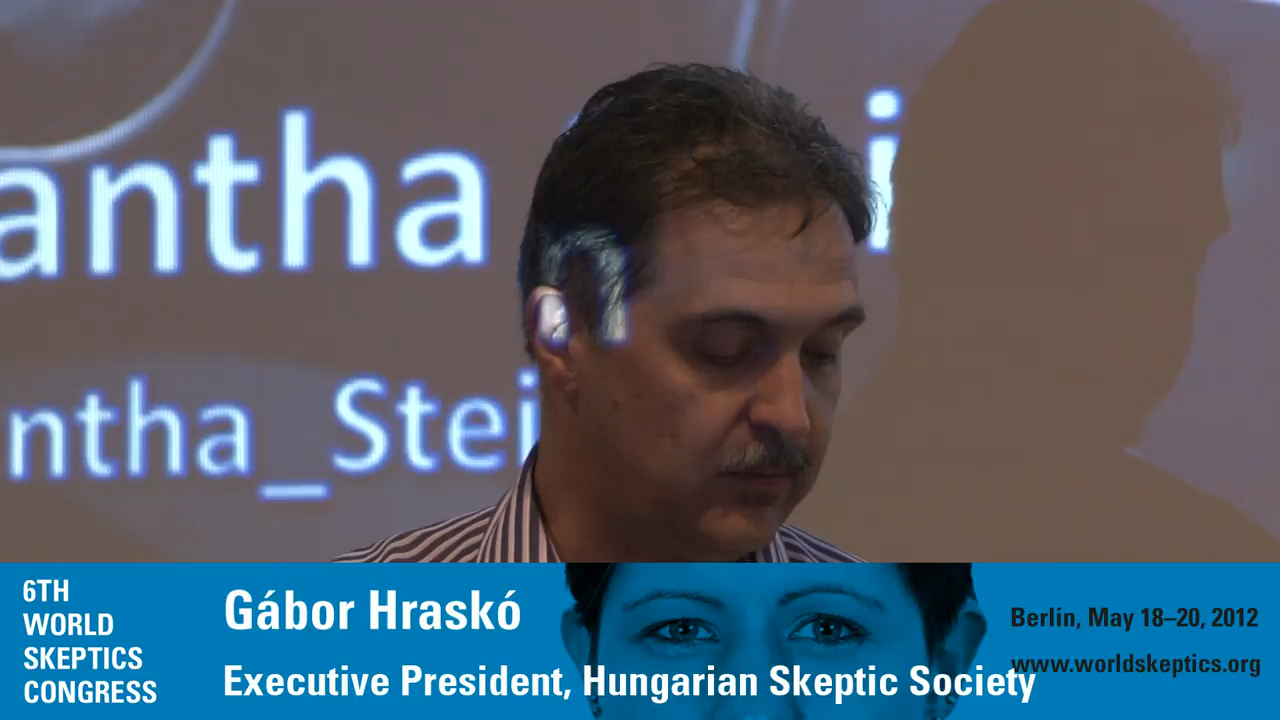 antha
i
n
ntha_Stei
6TH
WORLD
SKEPTICS
CONGRESS
Gábor Hraskó
Executive President, Hungarian Skeptic Society
Berlin, May 18–20, 2012
www.worldskeptics.org